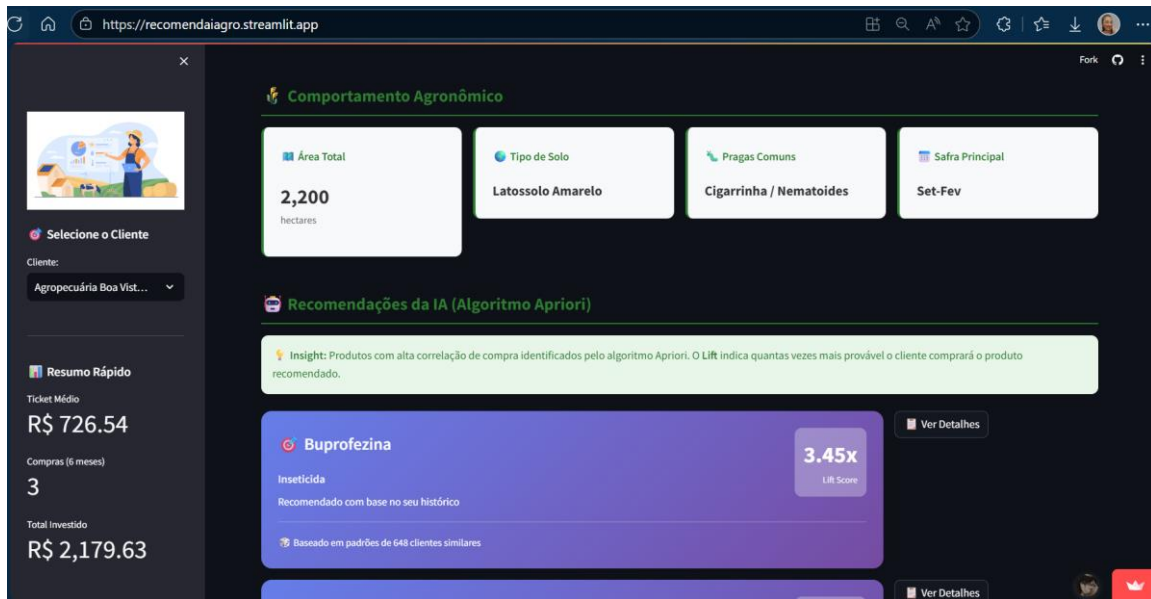 https://recomendaiagro.streamlit.app
Fork
Selecione o Cliente
Cliente:
Agropecuária Boa Vist...
Resumo Rápido
Ticket Médio
R$ 726.54
Compras (6 meses)
3
Total Investido
R$ 2,179.63
Comportamento Agronômico
Área Total
2,200
hectares
Tipo de Solo
Latossolo Amarelo
Pragas Comuns
Cigarrinha / Nematoides
Safra Principal
Set-Fev
Recomendações da IA (Algoritmo Apriori)
Insight: Produtos com alta correlação de compra identificados pelo algoritmo Apriori. O Lift indica quantas vezes mais provável o cliente comprará o produto
recomendado.
Buprofezina
Inseticida
Recomendado com base no seu histórico
3.45x
Lift Score
Baseado em padrões de 648 clientes similares
Ver Detalhes
Ver Detalhes